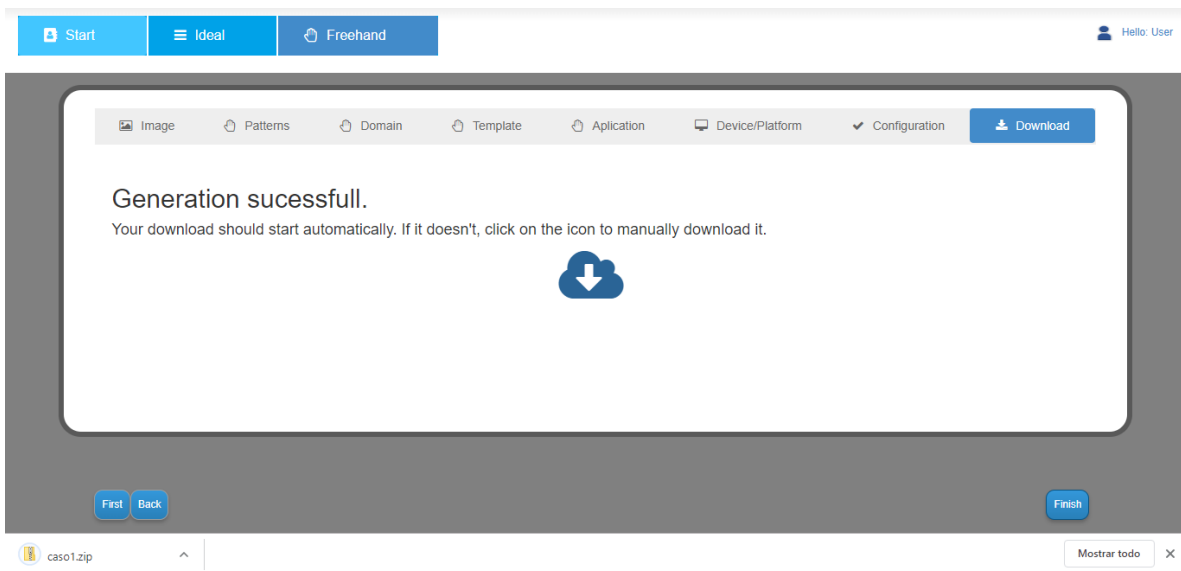 Start Ideal Freehand Hello: User
Image Patterns Domain Template Aplication Device/Platform Configuration Download
Generation sucessfull.
Your download should start automatically. If it doesn't, click on the icon to manually download it.
First Back Finish
caso1.zip Mostrar todo